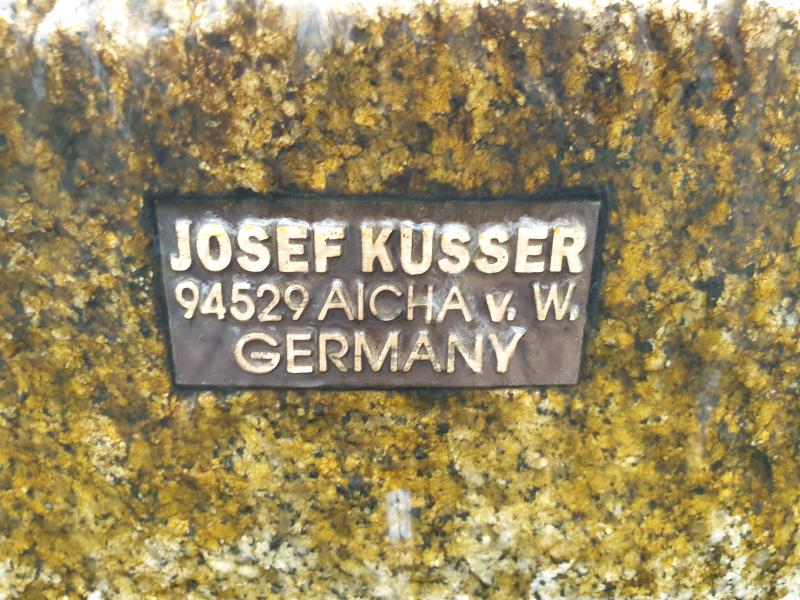 JOSEF KUSSER
94529 AICHA v. W.
GERMANY